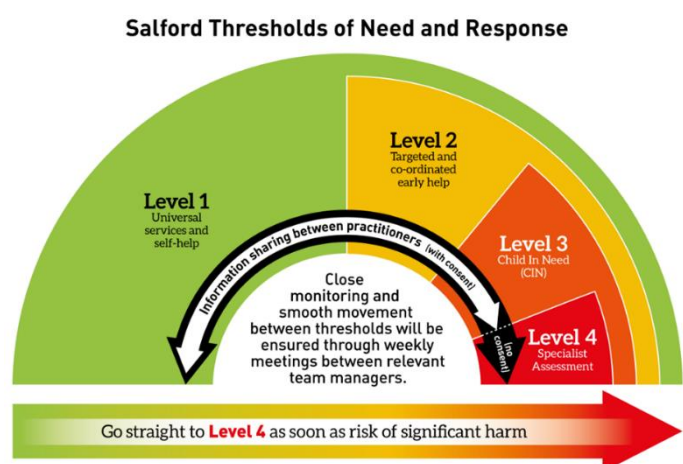 Salford Thresholds of Need and Response
Level 1
Universal
services and
self-help
Level 2
Targeted and
co-ordinated
early help
Level 3
Child In Need
(CIN)
Level 4
Specialist
Assessment
Information sharing between practitioners (with consent)
(no
consent)
Close
monitoring and
smooth movement
between thresholds will be
ensured through weekly
meetings between relevant
team managers.
Go straight to Level 4 as soon as risk of significant harm